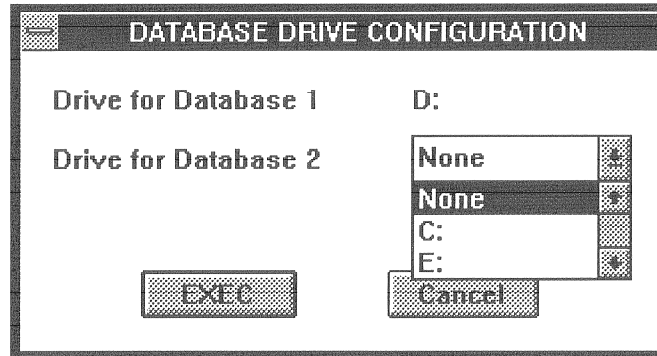 DATABASE DRIVE CONFIGURATION
Drive for Database 1 D:
Drive for Database 2 None
None
C:
E:
EXEC Cancel